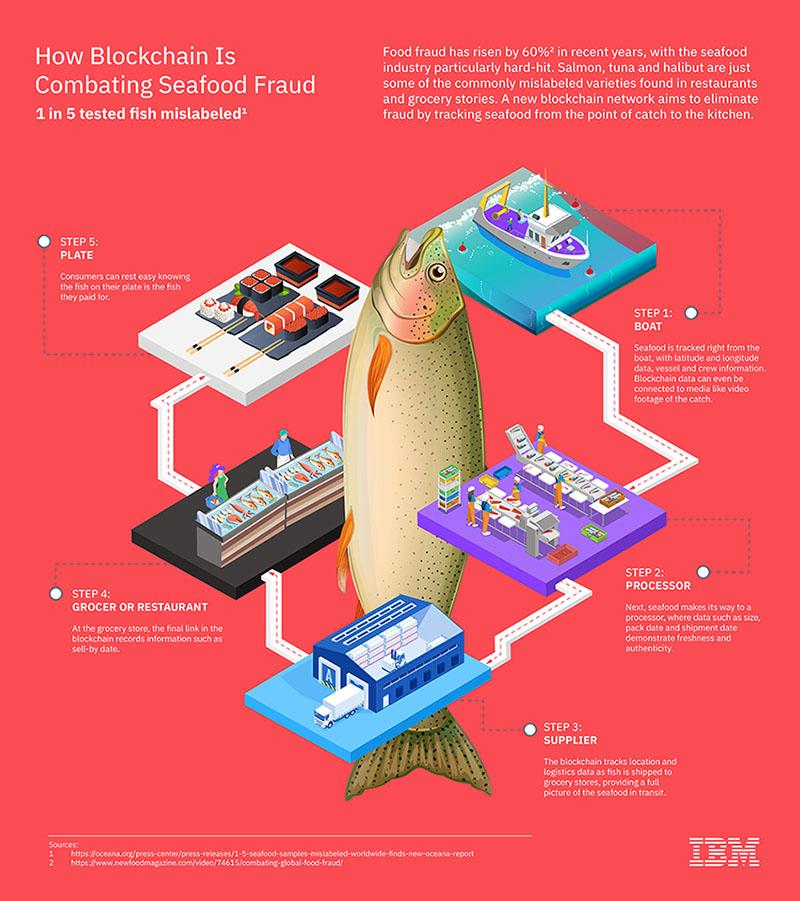 How Blockchain Is
Combating Seafood Fraud
1 in 5 tested fish mislabeled¹
Food fraud has risen by 60%² in recent years, with the seafood
industry particularly hard-hit. Salmon, tuna and halibut are just
some of the commonly mislabeled varieties found in restaurants
and grocery stories. A new blockchain network aims to eliminate
fraud by tracking seafood from the point of catch to the kitchen.
STEP 1:
BOAT
Seafood is tracked right from the
boat, with latitude and longitude
data, vessel and crew information.
Blockchain data can even be
connected to media like video
footage of the catch.
STEP 2:
PROCESSOR
Next, seafood makes its way to a
processor, where data such as size,
pack date and shipment date
demonstrate freshness and
authenticity.
A
STEP 3:
SUPPLIER
The blockchain tracks location and
logistics data as fish is shipped to
grocery stores, providing a full
picture of the seafood in transit.
STEP 4:
GROCER OR RESTAURANT
At the grocery store, the final link in the
blockchain records information such as
sell-by date.
STEP 5:
PLATE
Consumers can rest easy knowing
the fish on their plate is the fish
they paid for.
Sources:
1 https://oceana.org/press-center/press-releases/1-5-seafood-samples-mislabeled-worldwide-finds-new-oceana-report
2 https://www.newfoodmagazine.com/video/74615/combating-global-food-fraud/
IBM